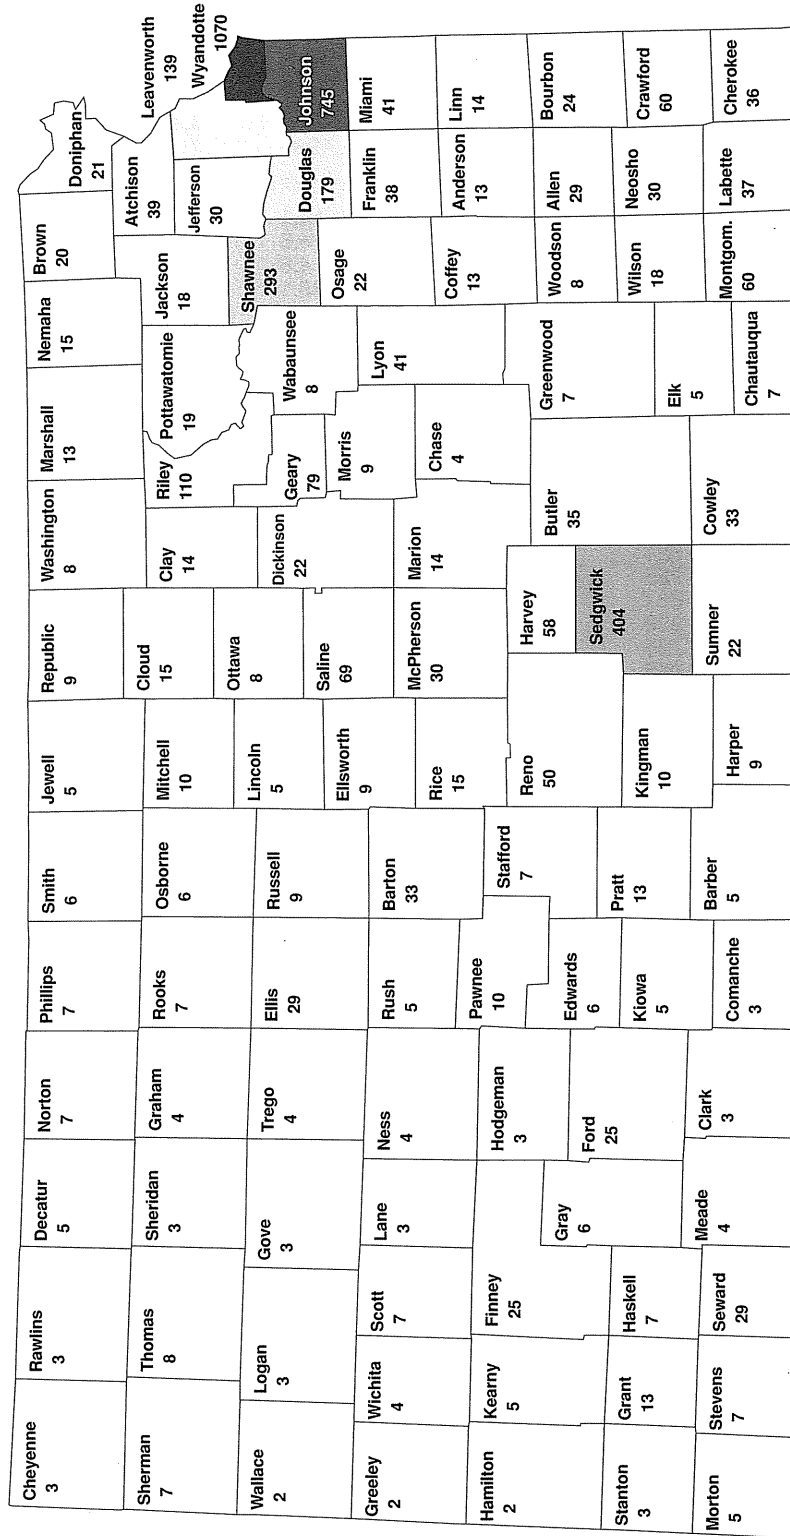 Cheyenne
3
Rawlins
3
Decatur
5
Norton
7
Phillips
7
Smith
6
Jewell
5
Republic
9
Washington
8
Marshall
13
Nemaha
15
Brown
20
Doniphan
21
Sherman
7
Thomas
8
Sheridan
3
Graham
4
Rooks
7
Osborne
6
Mitchell
10
Cloud
15
Clay
14
Riley
110
Pottawatomie
19
Jackson
18
Atchison
39
Jefferson
30
Leavenworth
139
Wyandotte
1070
Wallace
2
Logan
3
Gove
3
Trego
4
Ellis
29
Russell
9
Lincoln
5
Ottawa
8
Dickinson
22
Geary
79
Wabaunsee
8
Shawnee
293
Douglas
179
Johnson
745
Ellsworth
9
Saline
69
Morris
9
Osage
22
Franklin
38
Miami
41
Greeley
2
Wichita
4
Scott
7
Lane
3
Ness
4
Rush
5
Barton
33
Rice
15
McPherson
30
Marion
14
Chase
4
Lyon
41
Coffey
13
Anderson
13
Linn
14
Hamilton
2
Kearny
5
Finney
25
Hodgeman
3
Pawnee
10
Stafford
7
Reno
50
Harvey
58
Butler
35
Greenwood
7
Woodson
8
Allen
29
Bourbon
24
Gray
6
Ford
25
Edwards
6
Kiowa
5
Pratt
13
Kingman
10
Sedgwick
404
Elk
5
Wilson
18
Neosho
30
Crawford
60
Stanton
3
Grant
13
Haskell
7
Morton
5
Stevens
7
Seward
29
Meade
4
Clark
3
Comanche
3
Barber
5
Harper
9
Sumner
22
Cowley
33
Chautauqua
7
Montgom.
60
Labette
37
Cherokee
36